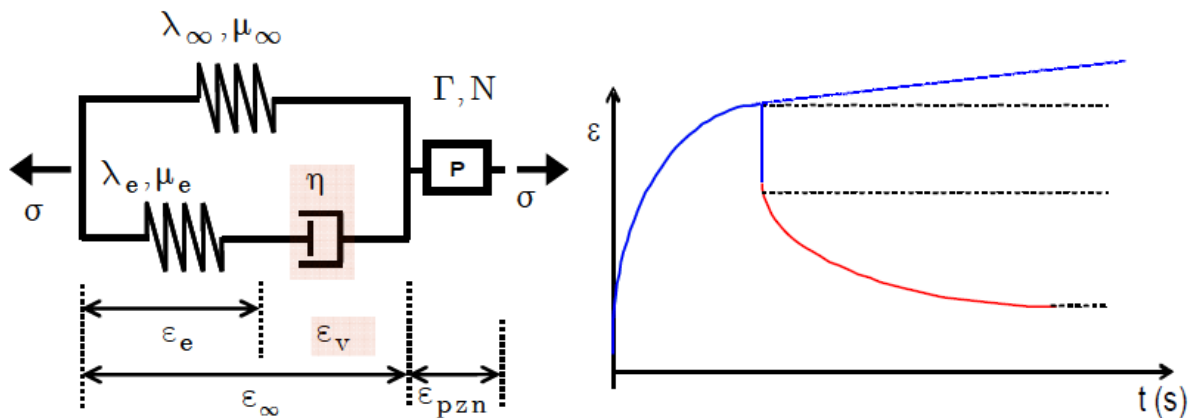 λ∞, μ∞
Γ, N
P
σ
σ
λe, μe
η
εe
εv
ε∞
εpzn
ε
t (s)